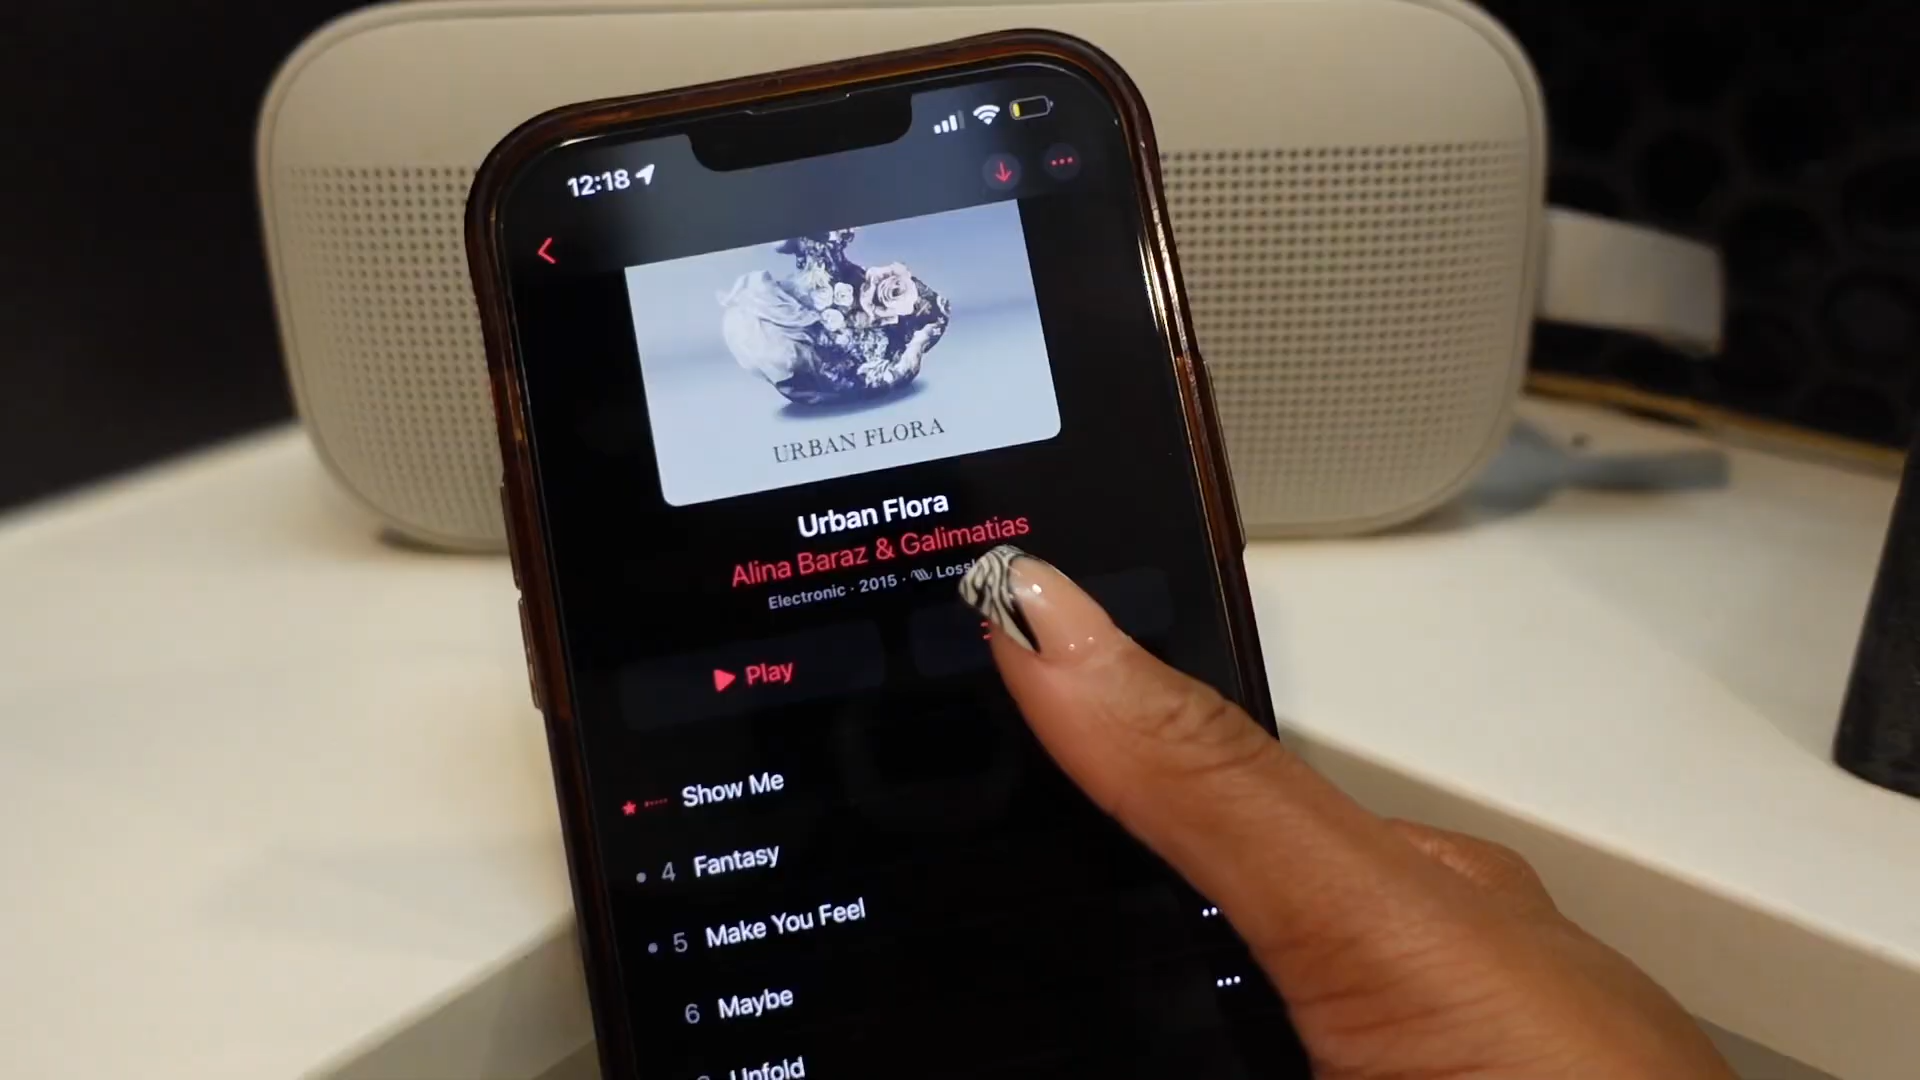 12:18
URBAN FLORA
Urban Flora
Alina Baraz & Galimatias
Electronic · 2015 ·
Play
Show Me
4 Fantasy
5 Make You Feel
6 Maybe
Unfold